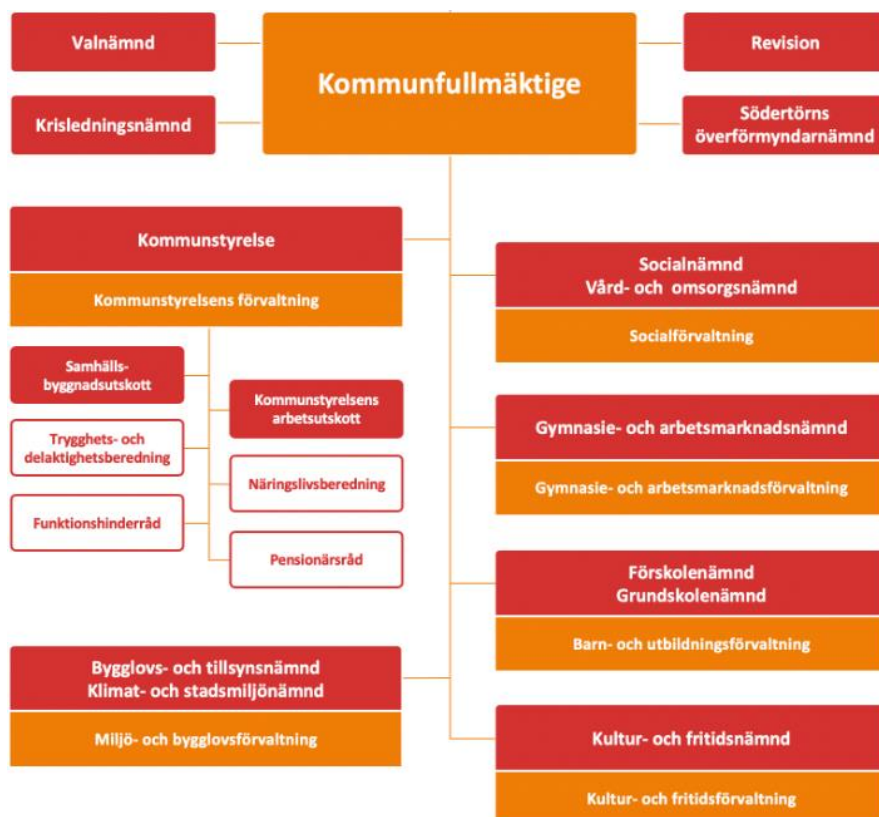 Valnämnd
Kommunfullmäktige
Revision
Krisledningsnämnd
Södertörns
överförmyndarnämnd
Kommunstyrelse
Kommunstyrelsens förvaltning
Samhälls-
byggnadsutskott
Kommunstyrelsens
arbetsutskott
Trygghets- och
delaktighetsberedning
Näringslivsberedning
Funktionshinderråd
Pensionärsråd
Bygglovs- och tillsynsnämnd
Klimat- och stadsmiljönämnd
Miljö- och bygglovsförvaltning
Socialnämnd
Vård- och omsorgsnämnd
Socialförvaltning
Gymnasie- och arbetsmarknadsnämnd
Gymnasie- och arbetsmarknadsförvaltning
Förskolenämnd
Grundskolenämnd
Barn- och utbildningsförvaltning
Kultur- och fritidsnämnd
Kultur- och fritidsförvaltning